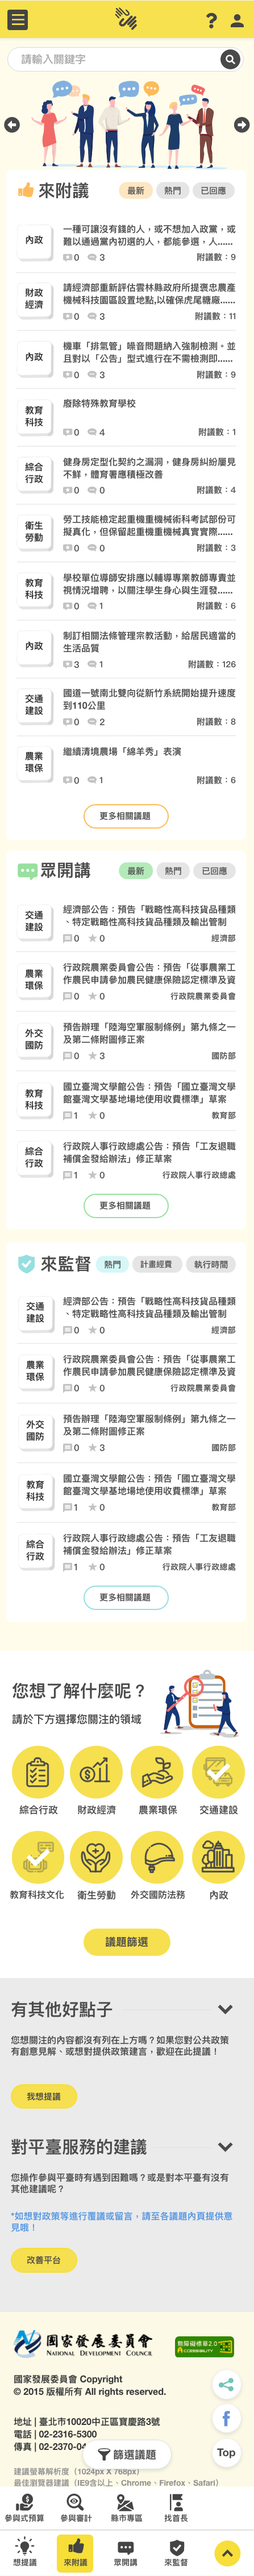 請輸入關鍵字
來附議
最新
熱門
已回應
內政
一種可讓沒有錢的人，或不想加入政黨，或
難以通過黨內初選的人，都能參選，人......
0
3
附議數：9
財政
經濟
請經濟部重新評估雲林縣政府所提褒忠農產
機械科技園區設置地點,以確保虎尾糖廠......
0
3
附議數：11
內政
機車「排氣管」噪音問題納入強制檢測。並
且對以「公告」型式進行在不需檢測即......
0
3
附議數：9
教育
科技
廢除特殊教育學校
0
4
附議數：1
綜合
行政
健身房定型化契約之漏洞，健身房糾紛屢見
不鮮，體育署應積極改善
0
0
附議數：4
衛生
勞動
勞工技能檢定起重機重機械術科考試部份可
擬真化，但保留起重機重機械真實實際......
0
0
附議數：3
教育
科技
學校單位導師安排應以輔導專業教師專責並
視情況增聘，以關注學生身心與生涯發......
0
1
附議數：6
內政
制訂相關法條管理宗教活動，給居民適當的
生活品質
3
1
附議數：126
交通
建設
國道一號南北雙向從新竹系統開始提升速度
到110公里
0
2
附議數：8
農業
環保
繼續清境農場「綿羊秀」表演
0
1
附議數：6
更多相關議題
眾開講
最新
熱門
已回應
交通
建設
經濟部公告：預告「戰略性高科技貨品種類
、特定戰略性高科技貨品種類及輸出管制
0
0
經濟部
農業
環保
行政院農業委員會公告：預告「從事農業工
作農民申請參加農民健康保險認定標準及資
0
0
行政院農業委員會
外交
國防
預告辦理「陸海空軍服制條例」第九條之一
及第二條附圖修正案
0
3
國防部
教育
科技
國立臺灣文學館公告：預告「國立臺灣文學
館臺灣文學基地場地使用收費標準」草案
1
0
教育部
綜合
行政
行政院人事行政總處公告：預告「工友退職
補償金發給辦法」修正草案
1
0
行政院人事行政總處
更多相關議題
來監督
熱門
計畫經費
執行時間
交通
建設
經濟部公告：預告「戰略性高科技貨品種類
、特定戰略性高科技貨品種類及輸出管制
0
0
經濟部
農業
環保
行政院農業委員會公告：預告「從事農業工
作農民申請參加農民健康保險認定標準及資
0
0
行政院農業委員會
外交
國防
預告辦理「陸海空軍服制條例」第九條之一
及第二條附圖修正案
0
3
國防部
教育
科技
國立臺灣文學館公告：預告「國立臺灣文學
館臺灣文學基地場地使用收費標準」草案
1
0
教育部
綜合
行政
行政院人事行政總處公告：預告「工友退職
補償金發給辦法」修正草案
1
0
行政院人事行政總處
更多相關議題
您想了解什麼呢？
請於下方選擇您關注的領域
綜合行政
財政經濟
農業環保
交通建設
教育科技文化
衛生勞動
外交國防法務
內政
議題篩選
有其他好點子
您想關注的內容都沒有列在上方嗎？如果您對公共政策
有創意見解、或想對提供政策建言，歡迎在此提議！
我想提議
對平臺服務的建議
您操作參與平臺時有遇到困難嗎？或是對本平臺有沒有
其他建議呢？
*如想對政策等進行覆議或留言，請至各議題內頁提供意
見哦！
改善平台
國家發展委員會
無障礙標章2.0
ACCESSIBILITY
國家發展委員會 Copyright
© 2015 版權所有 All rights reserved.
地址 | 臺北市10020中正區寶慶路3號
電話 | 02-2316-5300
傳真 | 02-2370-04
篩選議題
Top
建議螢幕解析度（1024px X 768px）
最佳瀏覽器建議（IE9含以上、Chrome、Firefox、Safari）
參與式預算
參與審計
縣市專區
找首長
想提議
來附議
眾開講
來監督